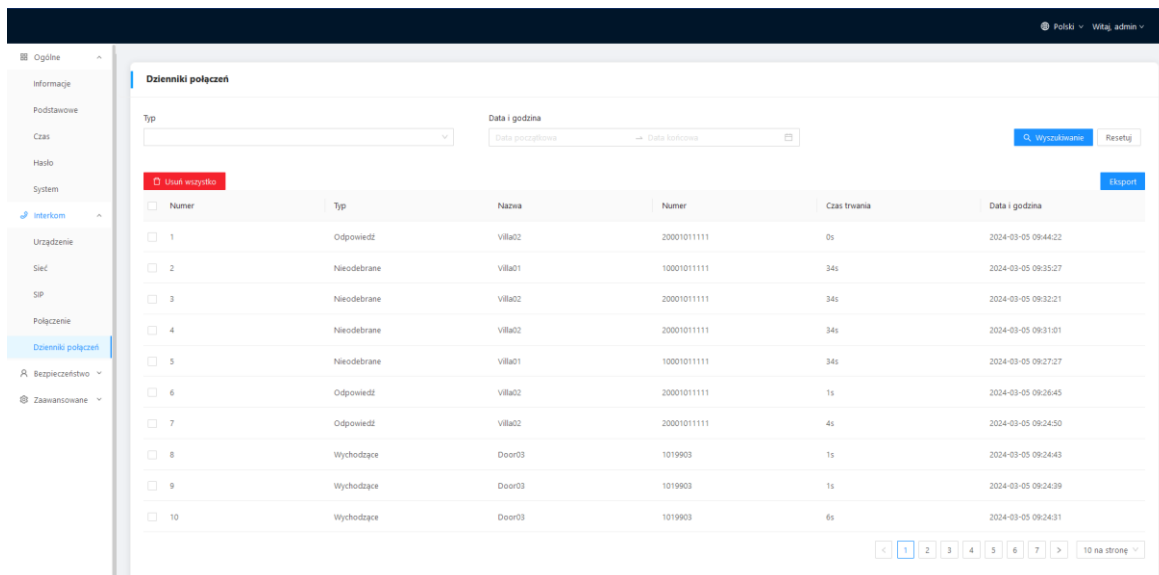 Polski Witaj, admin
Ogólne
Informacje
Podstawowe
Czas
Hasło
System
Interkom
Urządzenie
Sieć
SIP
Połączenie
Dzienniki połączeń
Bezpieczeństwo
Zaawansowane
Dzienniki połączeń
Typ Data i godzina
Data początkowa → Data końcowa Wyszukiwanie Resetuj
Usuń wszystko Eksport
Numer Typ Nazwa Numer Czas trwania Data i godzina
1 Odpowiedź Villa02 20001011111 0s 2024-03-05 09:44:22
2 Nieodebrane Villa01 10001011111 34s 2024-03-05 09:35:27
3 Nieodebrane Villa02 20001011111 34s 2024-03-05 09:32:21
4 Nieodebrane Villa02 20001011111 34s 2024-03-05 09:31:01
5 Nieodebrane Villa01 10001011111 34s 2024-03-05 09:27:27
6 Odpowiedź Villa02 20001011111 1s 2024-03-05 09:26:45
7 Odpowiedź Villa02 20001011111 4s 2024-03-05 09:24:50
8 Wychodzące Door03 1019903 1s 2024-03-05 09:24:43
9 Wychodzące Door03 1019903 1s 2024-03-05 09:24:39
10 Wychodzące Door03 1019903 6s 2024-03-05 09:24:31
< 1 2 3 4 5 6 7 > 10 na stronę